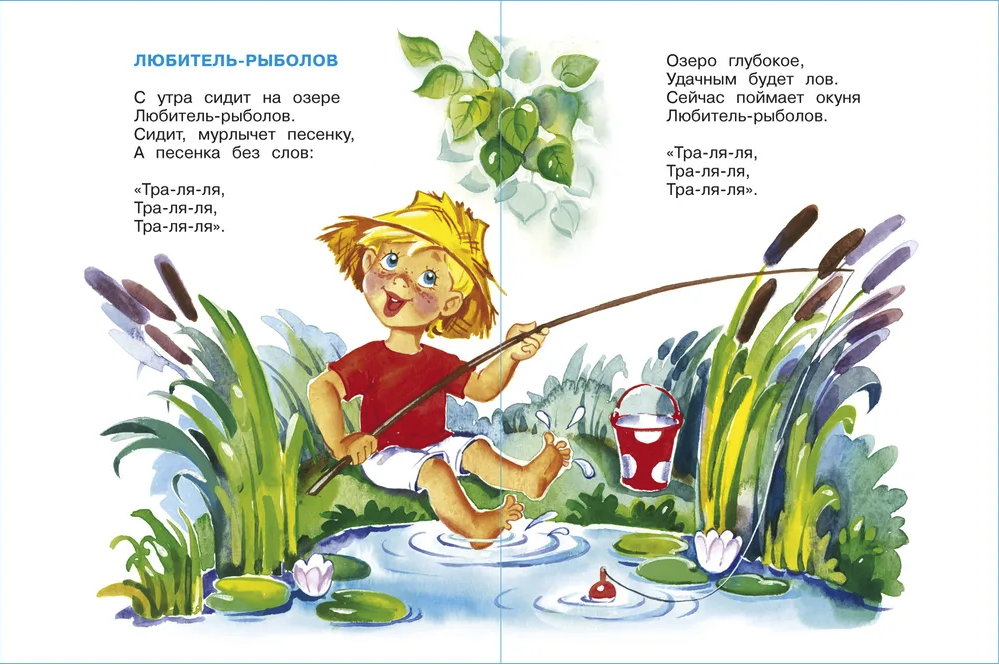 ЛЮБИТЕЛЬ-РЫБОЛОВ
С утра сидит на озере
Любитель-рыболов.
Сидит, мурлычет песенку,
А песенка без слов:
«Тра-ля-ля,
Тра-ля-ля,
Тра-ля-ля».
Озеро глубокое,
Удачным будет лов.
Сейчас поймает окуня
Любитель-рыболов.
«Тра-ля-ля,
Тра-ля-ля,
Тра-ля-ля».